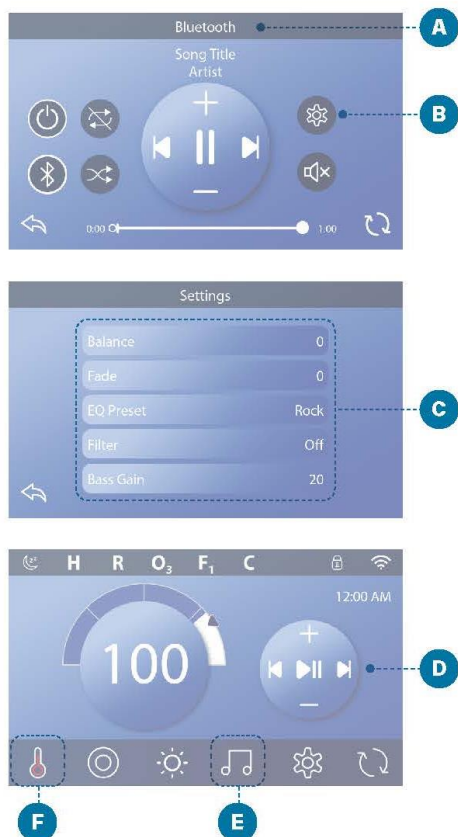 Bluetooth
A
Song Title
Artist
B
0:00
1:00
Settings
Balance 0
Fade 0
EQ Preset Rock
C
Filter Off
Bass Gain 20
H R O3 F1 C
12:00 AM
100
D
F
E